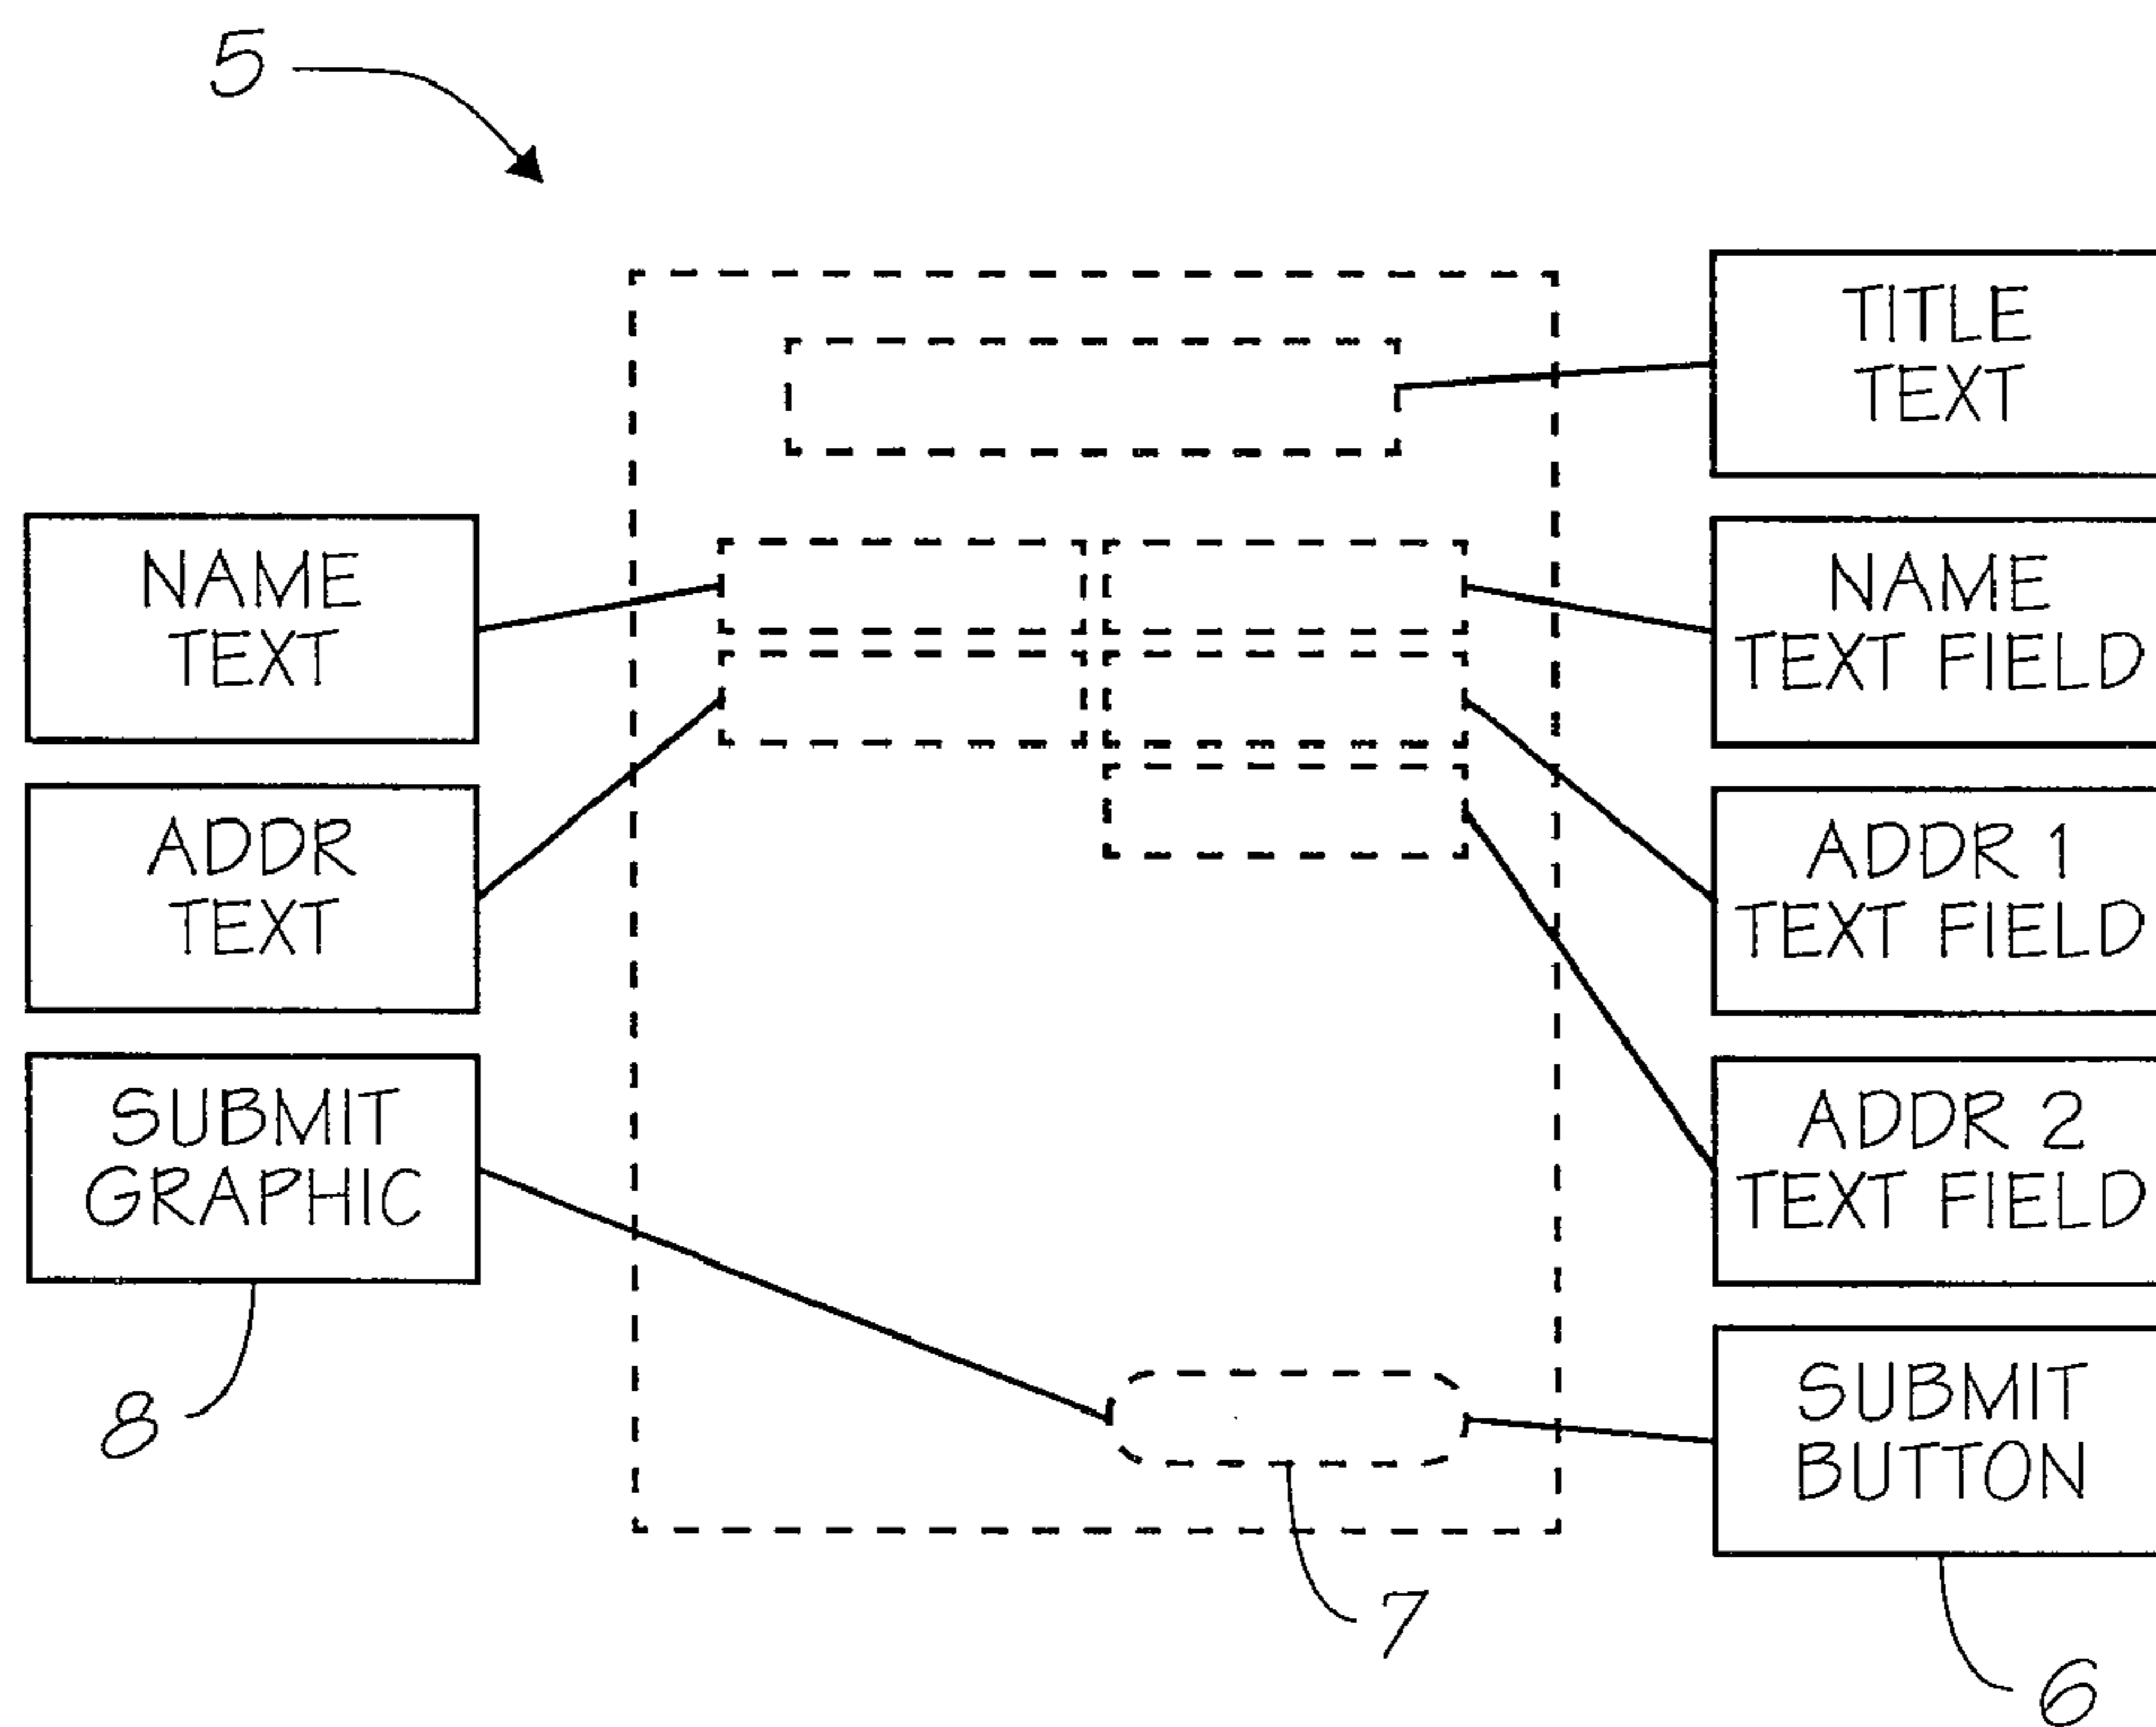 5
TITLE
TEXT
NAME
TEXT
NAME
TEXT FIELD
ADDR
TEXT
ADDR 1
TEXT FIELD
SUBMIT
GRAPHIC
ADDR 2
TEXT FIELD
SUBMIT
BUTTON
8
7
6